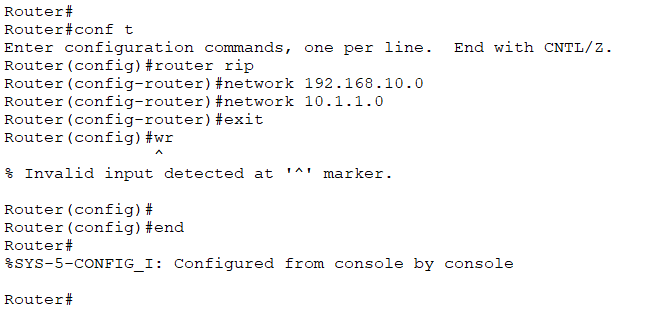 Router#
Router#conf t
Enter configuration commands, one per line.  End with CNTL/Z.
Router(config)#router rip
Router(config-router)#network 192.168.10.0
Router(config-router)#network 10.1.1.0
Router(config-router)#exit
Router(config)#wr
               ^
% Invalid input detected at '^' marker.

Router(config)#
Router(config)#end
Router#
%SYS-5-CONFIG_I: Configured from console by console

Router#